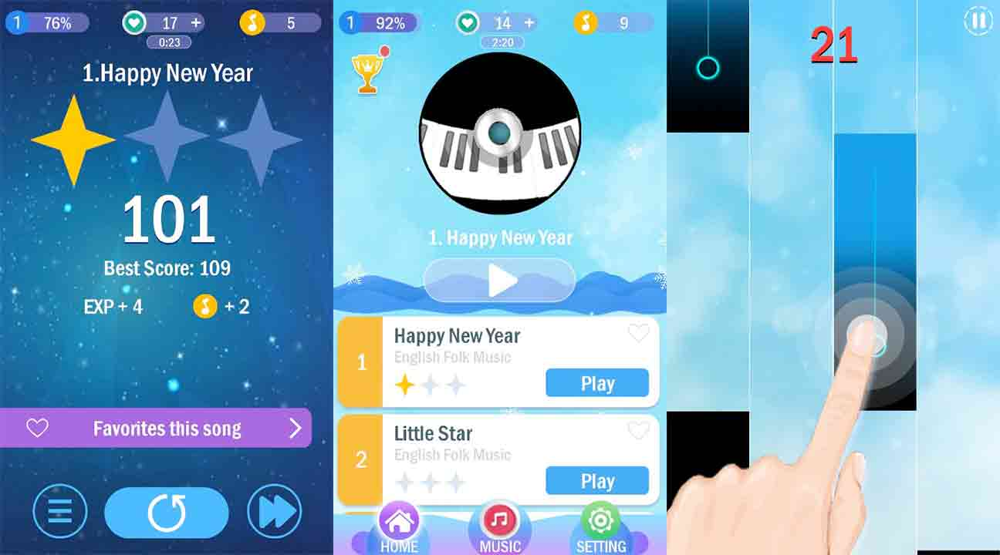 1 76% 17 + 5
0:23
1.Happy New Year
101
Best Score: 109
EXP + 4 + 2
Favorites this song
1 92% 14 + 9
2:20
1. Happy New Year
1
Happy New Year
English Folk Music
Play
2
Little Star
English Folk Music
Play
HOME MUSIC SETTING
21